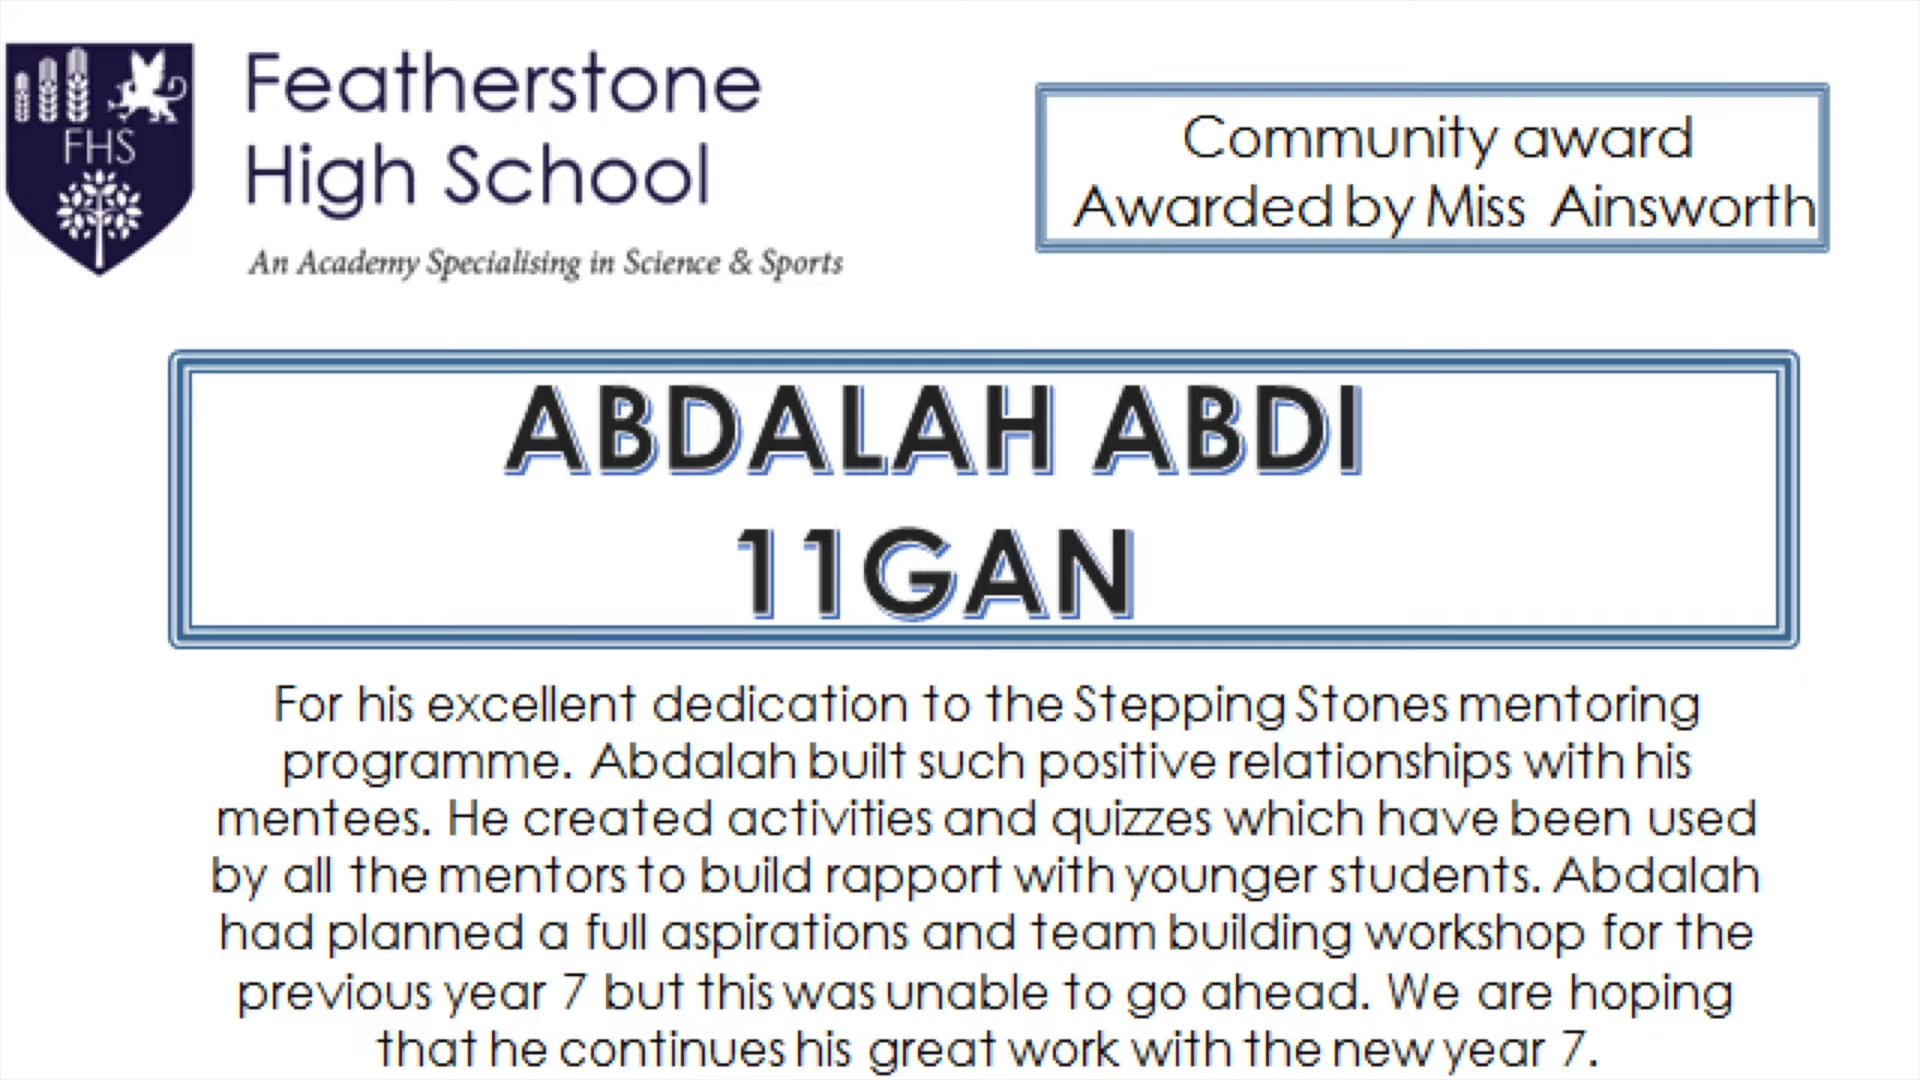 FHS
Featherstone
High School
An Academy Specialising in Science & Sports
Community award
Awarded by Miss Ainsworth
ABDALAH ABDI
11GAN
For his excellent dedication to the Stepping Stones mentoring
programme. Abdalah built such positive relationships with his
mentees. He created activities and quizzes which have been used
by all the mentors to build rapport with younger students. Abdalah
had planned a full aspirations and team building workshop for the
previous year 7 but this was unable to go ahead. We are hoping
that he continues his great work with the new year 7.